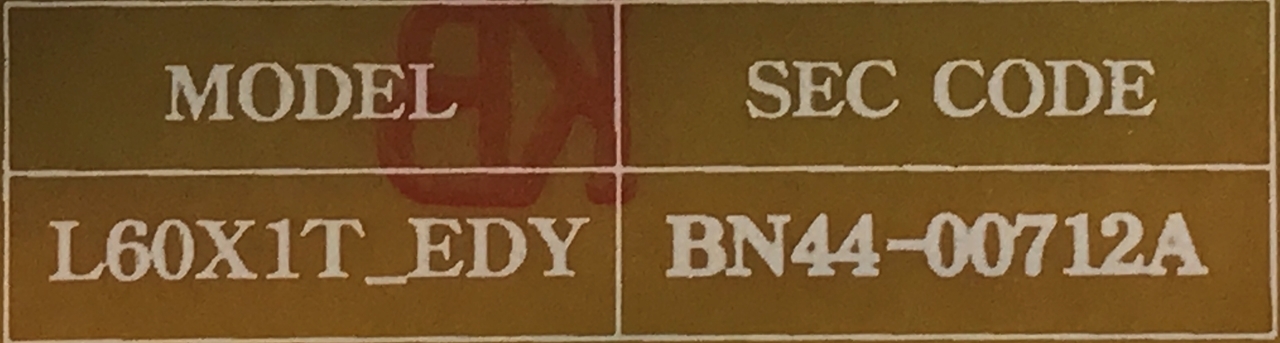 MODEL SEC CODE
L60X1T_EDY BN44-00712A